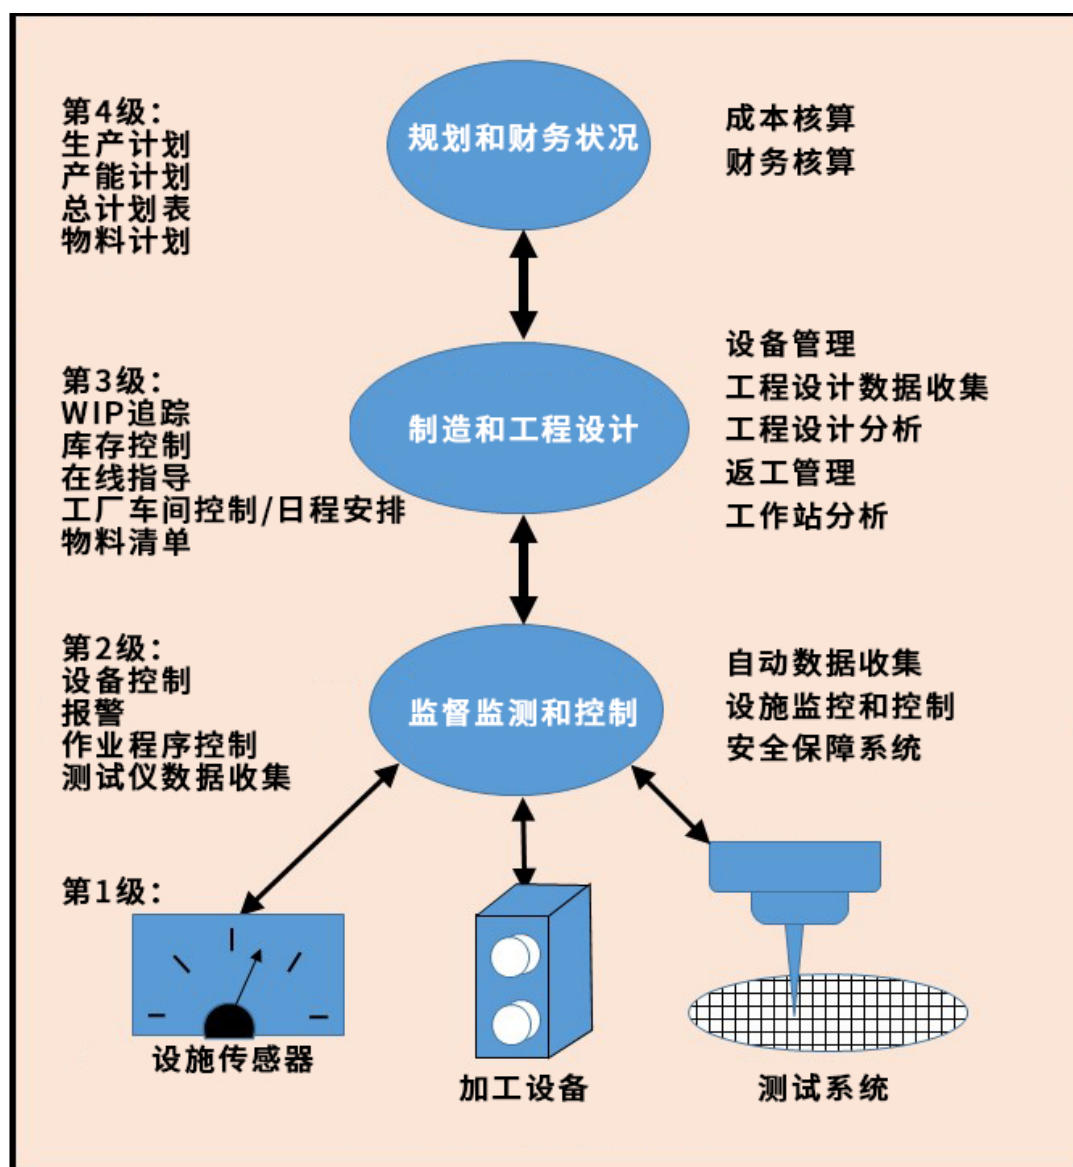 第4级：
生产计划
产能计划
总计划表
物料计划
规划和财务状况
成本核算
财务核算
第3级：
WIP追踪
库存控制
在线指导
工厂车间控制/日程安排
物料清单
制造和工程设计
设备管理
工程设计数据收集
工程设计分析
返工管理
工作站分析
第2级：
设备控制
报警
作业程序控制
测试仪数据收集
监督监测和控制
自动数据收集
设施监控和控制
安全保障系统
第1级：
设施传感器
加工设备
测试系统